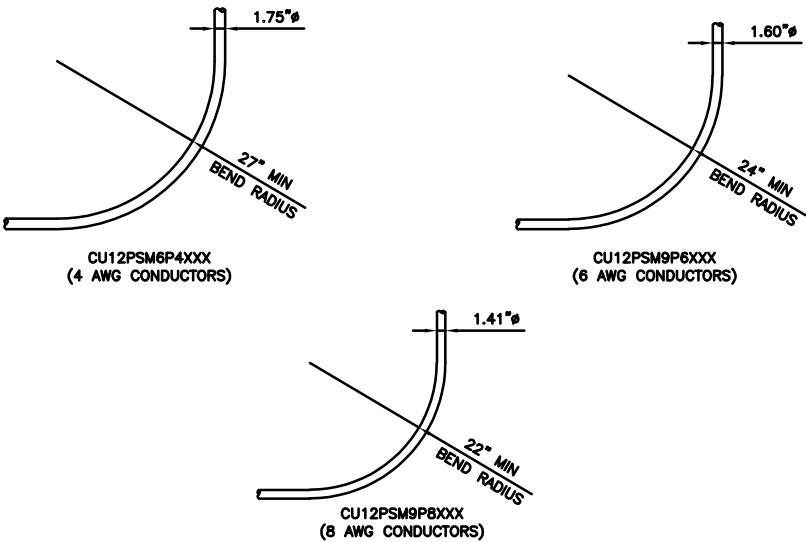 1.75"ø
27" MIN
BEND RADIUS
CU12PSM6P4XXX
(4 AWG CONDUCTORS)
1.60"ø
24" MIN
BEND RADIUS
CU12PSM9P6XXX
(6 AWG CONDUCTORS)
1.41"ø
22" MIN
BEND RADIUS
CU12PSM9P8XXX
(8 AWG CONDUCTORS)